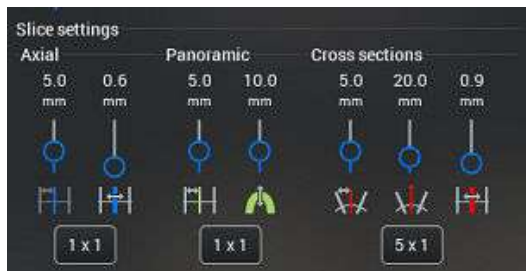 Slice settings
Axial Panoramic Cross sections
5.0 0.6 5.0 10.0 5.0 20.0 0.9
mm mm mm mm mm mm mm
1 x 1 1 x 1 5 x 1